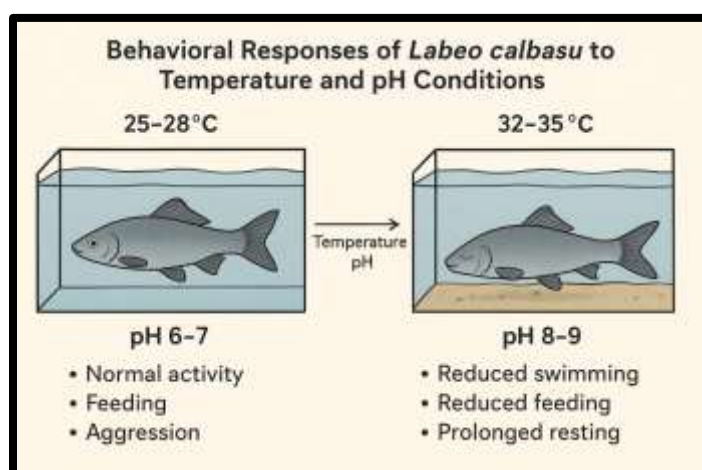 Behavioral Responses of Labeo calbasu to
Temperature and pH Conditions
25–28°C
32–35°C
Temperature
pH
pH 6–7
• Normal activity
• Feeding
• Aggression
pH 8–9
• Reduced swimming
• Reduced feeding
• Prolonged resting